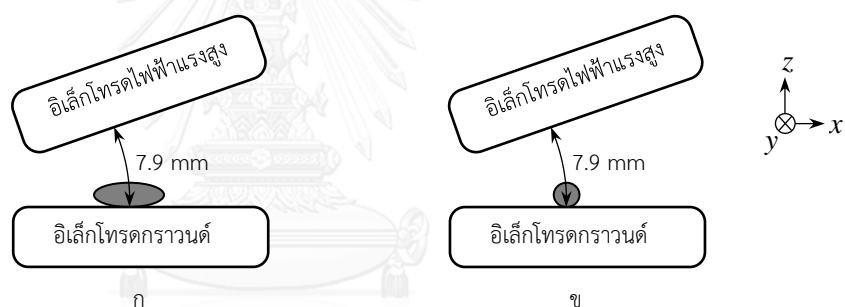 อิเล็กโทรดไฟฟ้าแรงสูง
7.9 mm
อิเล็กโทรดกราวนด์
ก
อิเล็กโทรดไฟฟ้าแรงสูง
7.9 mm
อิเล็กโทรดกราวนด์
ข
z
x
y